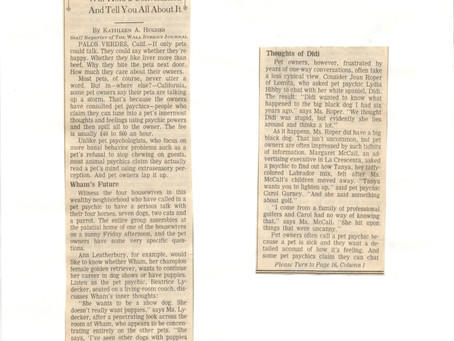 And Tell You All About It
By KATHLEEN A. HUGHES
Staff Reporter of THE WALL STREET JOURNAL
PALOS VERDES, Calif.—If only pets
could talk. They could say whether they're
happy. Whether they like liver more than
beef. Why they bite the pets next door.
How much they care about their owners.
Most pets, of course, never utter a
word. But in—where else?—California,
some pet owners say their pets are talking
up a storm. That's because the owners
have consulted pet psychics—people who
claim they can tune into a pet's innermost
thoughts and feelings using psychic powers
and then spill all to the owner. The fee
is usually $40 to $60 an hour.
Unlike pet psychologists, who focus on
more banal behavior problems such as a
pet's refusal to stop chewing on guests,
most animal psychics claim they actually
read a pet's mind using extrasensory per-
ception. And pet owners lap it up.
Wham's Future
Witness the four housewives in this
wealthy neighborhood who have called in a
pet psychic to have a serious talk with
their four horses, seven dogs, two cats and
a parrot. The entire group assembles at
the palatial home of one of the housewives
on a sunny Friday afternoon, and the pet
owners have some very specific ques-
tions.
Ann Leatherbury, for example, would
like to know whether Wham, her champion
female golden retriever, wants to continue
her career in dog shows or have puppies.
Listen as the pet psychic, Beatrice Ly-
decker, seated on a living-room couch, dis-
cusses Wham's inner thoughts:
"She wants to be a show dog. She
doesn't really want puppies," says Ms. Ly-
decker, after a penetrating look across the
room at Wham, who appears to be concen-
trating entirely on the other pets. "She
says, 'I've seen other dogs with puppies
Thoughts of Didi
Pet owners, however, frustrated by
years of one-way conversations, often take
a less cynical view. Consider Joan Roper
of Lomita, who asked pet psychic Lydia
Hibby to chat with her white spaniel, Didi.
The result: "Didi wanted to know what
happened to the big black dog I had six
years ago," says Ms. Roper. "We thought
Didi was stupid, but evidently she lies
around and thinks a lot."
As it happens, Ms. Roper did have a big
black dog. That isn't uncommon, but pet
owners are often impressed by such tidbits
of information. Margaret McCall, an ad-
vertising executive in La Crescenta, asked
a psychic to find out how Tanya, her taffy-
colored Labrador mix, felt after Ms.
McCall's children moved away. "Tanya
wants you to lighten up," said pet psychic
Carol Gurney. "And she said something
about golf."
"I come from a family of professional
golfers and Carol had no way of knowing
that," says Ms. McCall. "She hit upon
things that were uncanny."
Pet owners often call a pet psychic be-
cause a pet is sick and they want a de-
tailed account of how it's feeling. And
some pet psychics claim they can chat
Please Turn to Page 16, Column 1